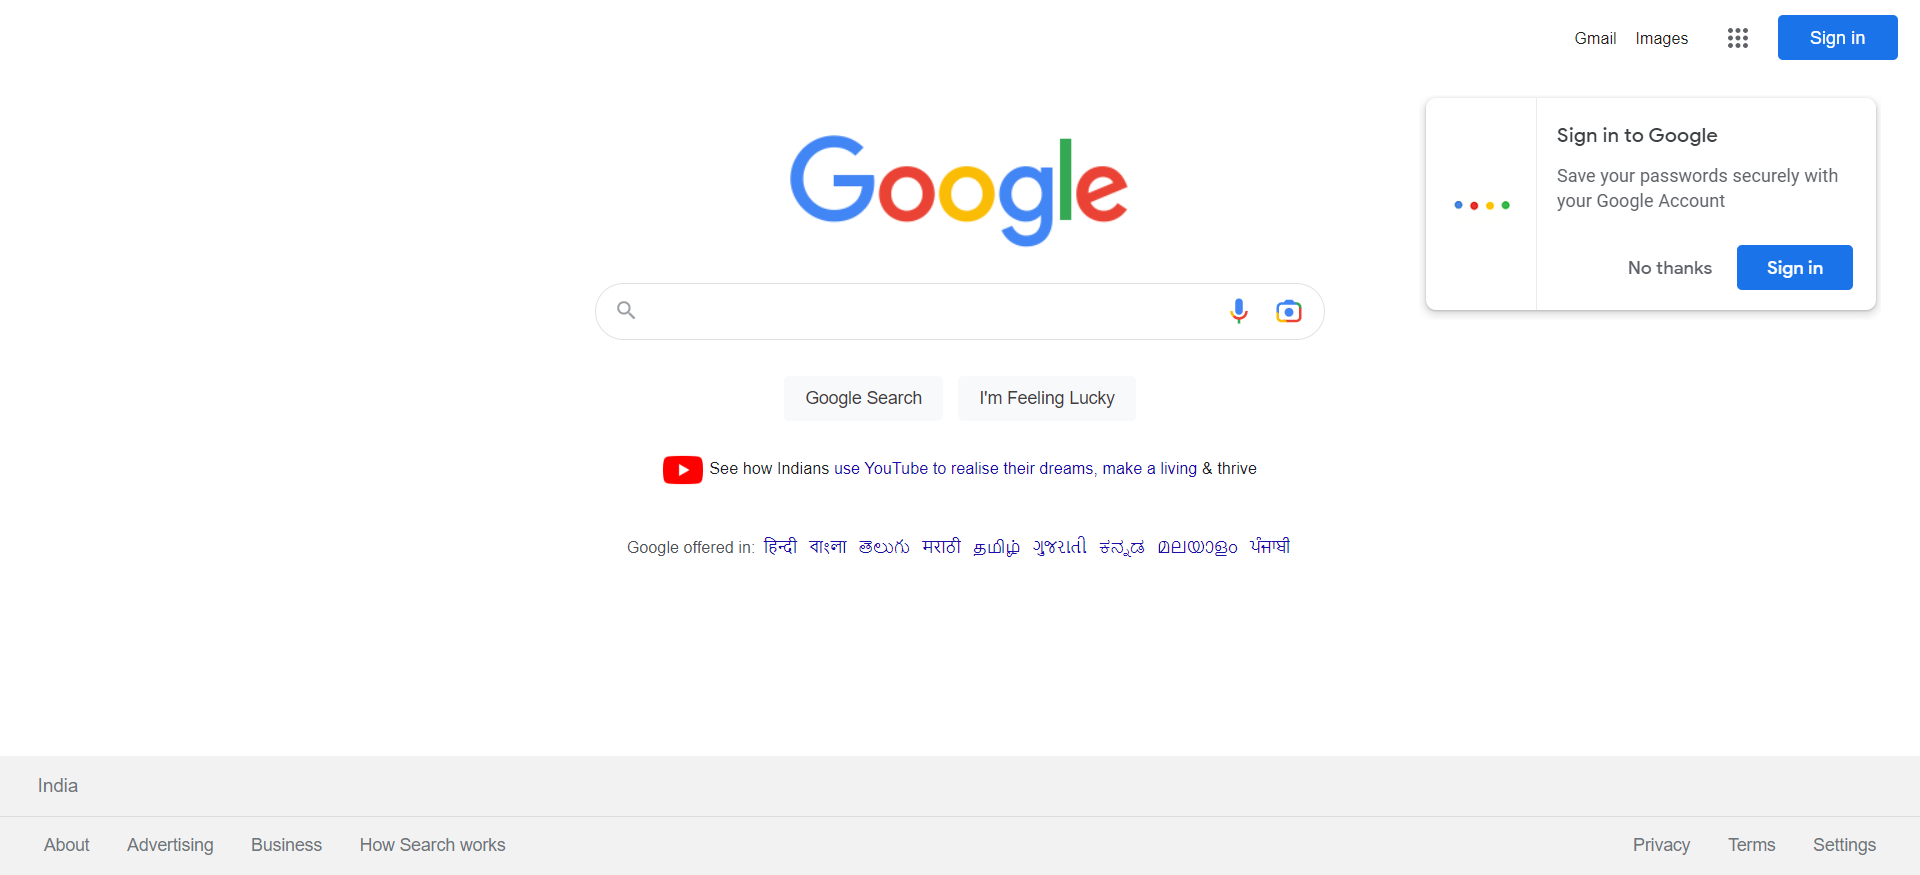 Gmail Images Sign in
Sign in to Google
Save your passwords securely with
your Google Account
No thanks Sign in
Google
Google Search I'm Feeling Lucky
See how Indians use YouTube to realise their dreams, make a living & thrive
Google offered in: हिन्दी বাংলা తెలుగు मराठी தமிழ் ગુજરાતી ಕನ್ನಡ മലയാളം ਪੰਜਾਬੀ
India
About Advertising Business How Search works Privacy Terms Settings